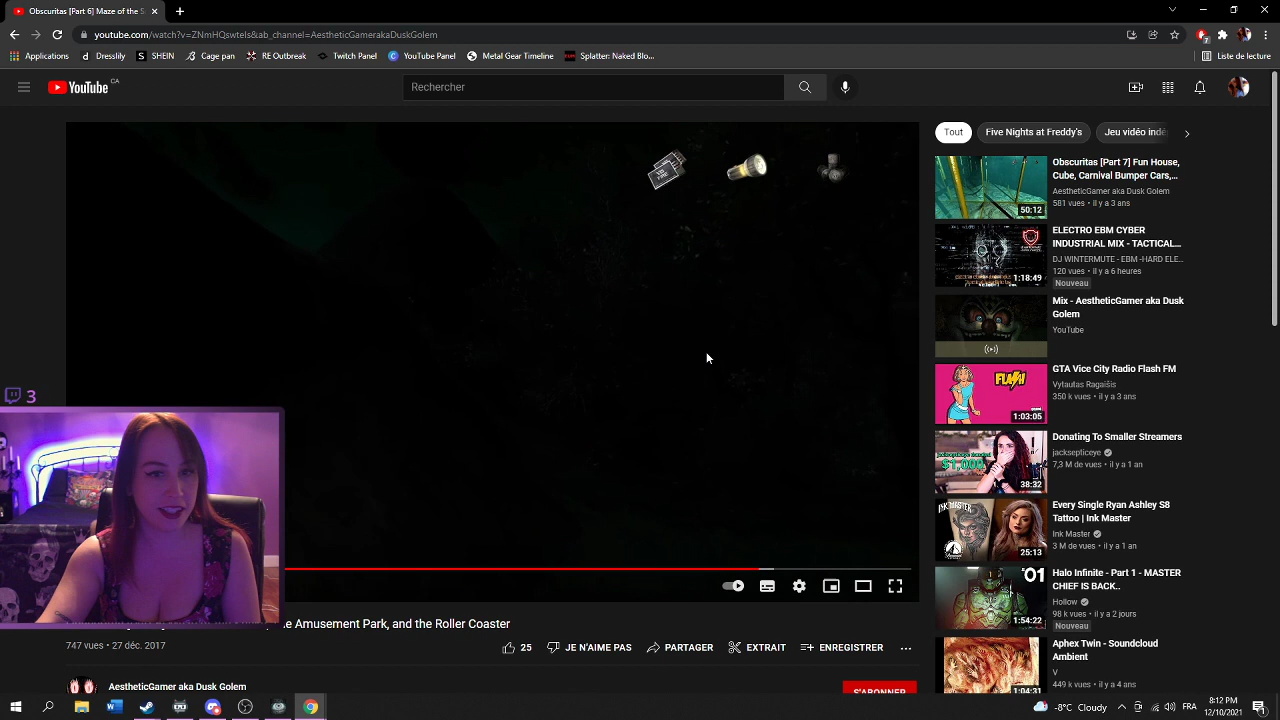 Obscuritas [Part 6] Maze of the S
youtube.com/watch?v=ZNmHQswtels&ab_channel=AestheticGamerakaDuskGolem
Applications Dresslily SHEIN Cage pan RE Outbreak Twitch Panel YouTube Panel Metal Gear Timeline Splatter: Naked Blo... Liste de lecture
7
YouTube CA
Rechercher
Tout Five Nights at Freddy's Jeu vidéo indé
Obscuritas [Part 7] Fun House,
Cube, Carnival Bumper Cars,...
AestheticGamer aka Dusk Golem
581 vues • il y a 3 ans
50:12
ELECTRO EBM CYBER
INDUSTRIAL MIX - TACTICAL...
DJ WINTERMUTE - EBM -HARD ELE...
120 vues • il y a 6 heures
Nouveau
1:18:49
Mix - AestheticGamer aka Dusk
Golem
YouTube
GTA Vice City Radio Flash FM
Vytautas Ragaišis
350 k vues • il y a 3 ans
FLASH
1:03:05
Donating To Smaller Streamers
jacksepticeye
7,3 M de vues • il y a 1 an
$1,000
38:32
Every Single Ryan Ashley S8
Tattoo | Ink Master
Ink Master
3 M de vues • il y a 1 an
INK MASTER
25:13
Halo Infinite - Part 1 - MASTER
CHIEF IS BACK..
Hollow
98 k vues • il y a 2 jours
Nouveau
01
1:54:22
Aphex Twin - Soundcloud
Ambient
V
449 k vues • il y a 4 ans
1:04:31
3
e Amusement Park, and the Roller Coaster
747 vues • 27 déc. 2017
25 JE N'AIME PAS PARTAGER EXTRAIT ENREGISTRER
AestheticGamer aka Dusk Golem
S'ABONNER
-8°C Cloudy FRA 8:12 PM
12/10/2021
1